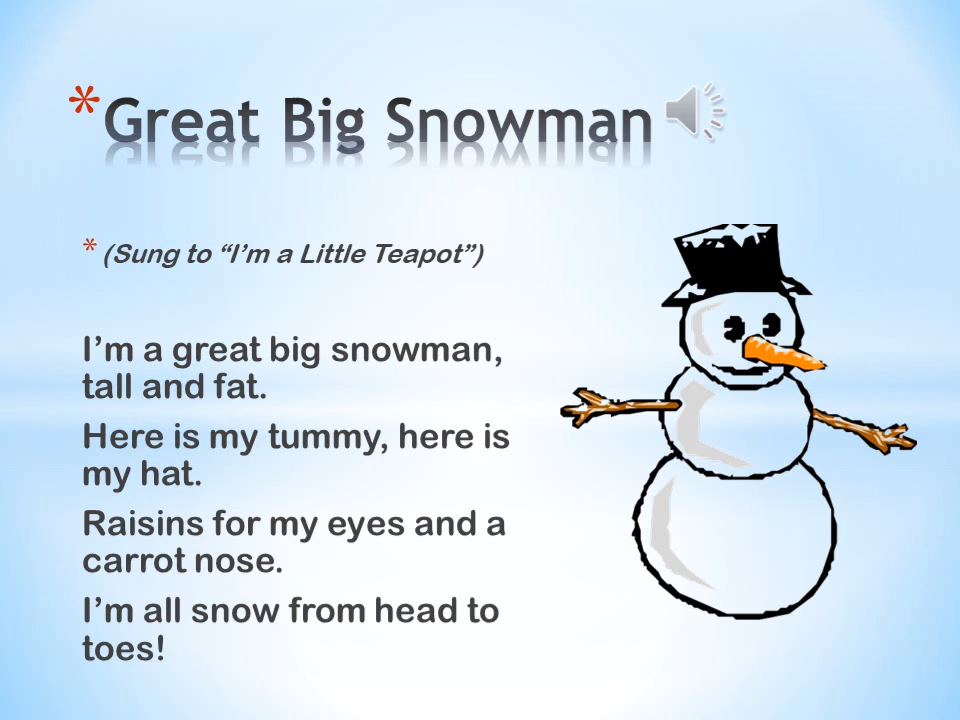 * Great Big Snowman
* (Sung to “I’m a Little Teapot”)
I’m a great big snowman,
tall and fat.
Here is my tummy, here is
my hat.
Raisins for my eyes and a
carrot nose.
I’m all snow from head to
toes!